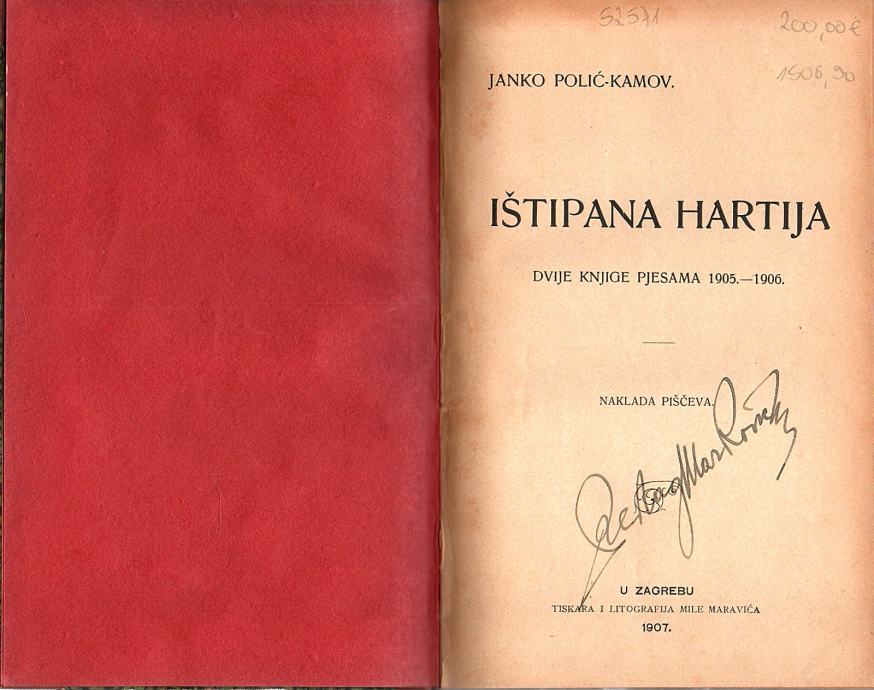 52571
200,00€
1506,90
JANKO POLIĆ-KAMOV.
IŠTIPANA HARTIJA
DVIJE KNJIGE PJESAMA 1905.—1906.
NAKLADA PIŠČEVA.
U ZAGREBU
TISKARA I LITOGRAFIJA MILE MARAVIĆA
1907.